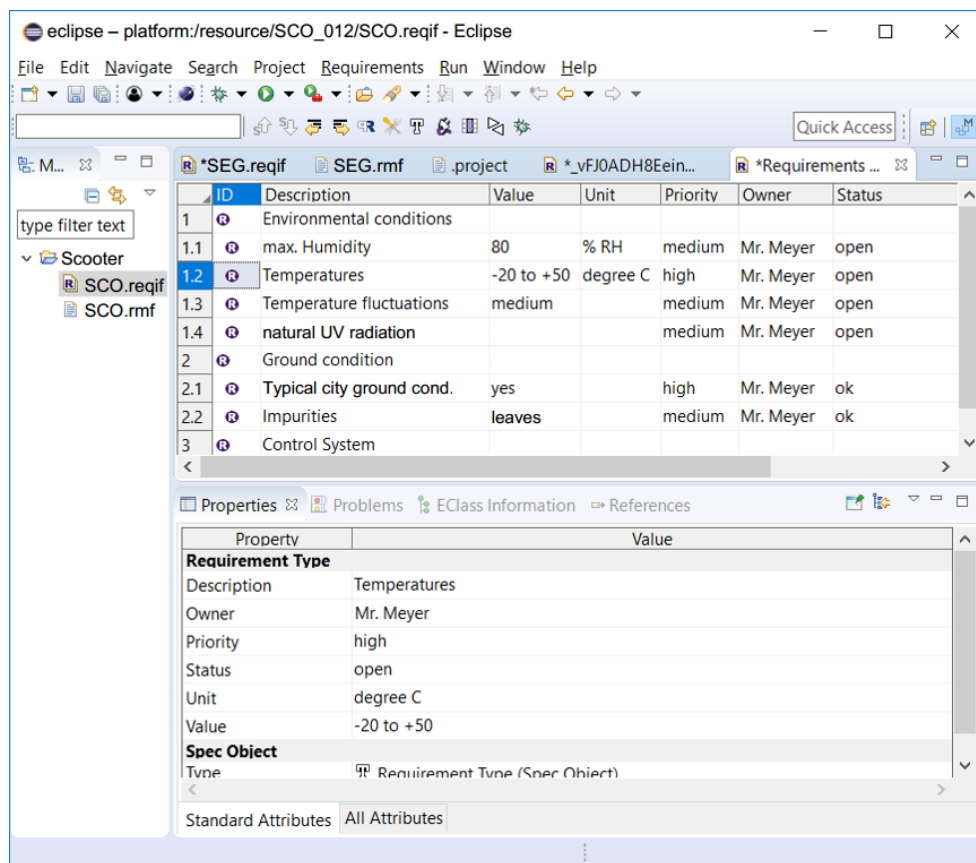 eclipse – platform:/resource/SCO_012/SCO.reqif - Eclipse
File Edit Navigate Search Project Requirements Run Window Help
Quick Access
M...
type filter text
Scooter
SCO.reqif
SCO.rmf
*SEG.reqif SEG.rmf .project *_vFJ0ADH8Eein... *Requirements ...
ID Description Value Unit Priority Owner Status
1 Environmental conditions
1.1 max. Humidity 80 % RH medium Mr. Meyer open
1.2 Temperatures -20 to +50 degree C high Mr. Meyer open
1.3 Temperature fluctuations medium medium Mr. Meyer open
1.4 natural UV radiation medium Mr. Meyer open
2 Ground condition
2.1 Typical city ground cond. yes high Mr. Meyer ok
2.2 Impurities leaves medium Mr. Meyer ok
3 Control System
Properties Problems EClass Information References
Property Value
Requirement Type
Description Temperatures
Owner Mr. Meyer
Priority high
Status open
Unit degree C
Value -20 to +50
Spec Object
Type Requirement Type (Spec Object)
Standard Attributes All Attributes